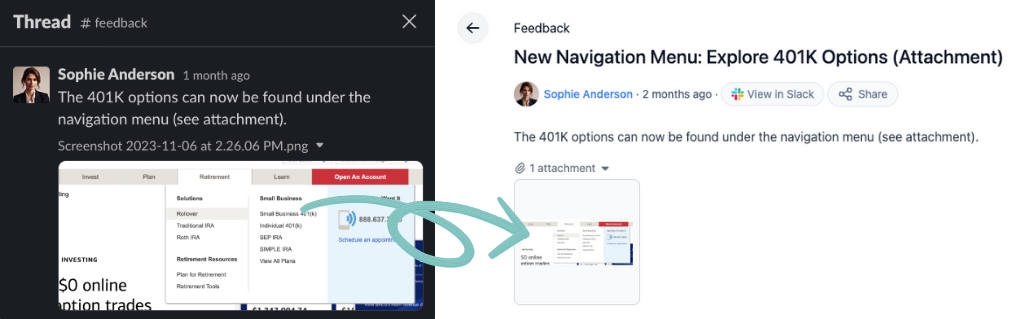 Thread # feedback
Sophie Anderson 1 month ago
The 401K options can now be found under the
navigation menu (see attachment).
Screenshot 2023-11-06 at 2.26.06 PM.png
Invest Plan Retirement Learn Open An Account
Solutions
Rollover
Traditional IRA
Roth IRA
Retirement Resources
Plan for Retirement
Retirement Tools
Small Business
Small Business 401(k)
Individual 401(k)
SEP IRA
SIMPLE IRA
View All Plans
888.637.
Schedule an appoint
INVESTING
$0 online
option trades
Feedback
New Navigation Menu: Explore 401K Options (Attachment)
Sophie Anderson · 2 months ago · View in Slack Share
The 401K options can now be found under the navigation menu (see attachment).
1 attachment
$0 online
option trades